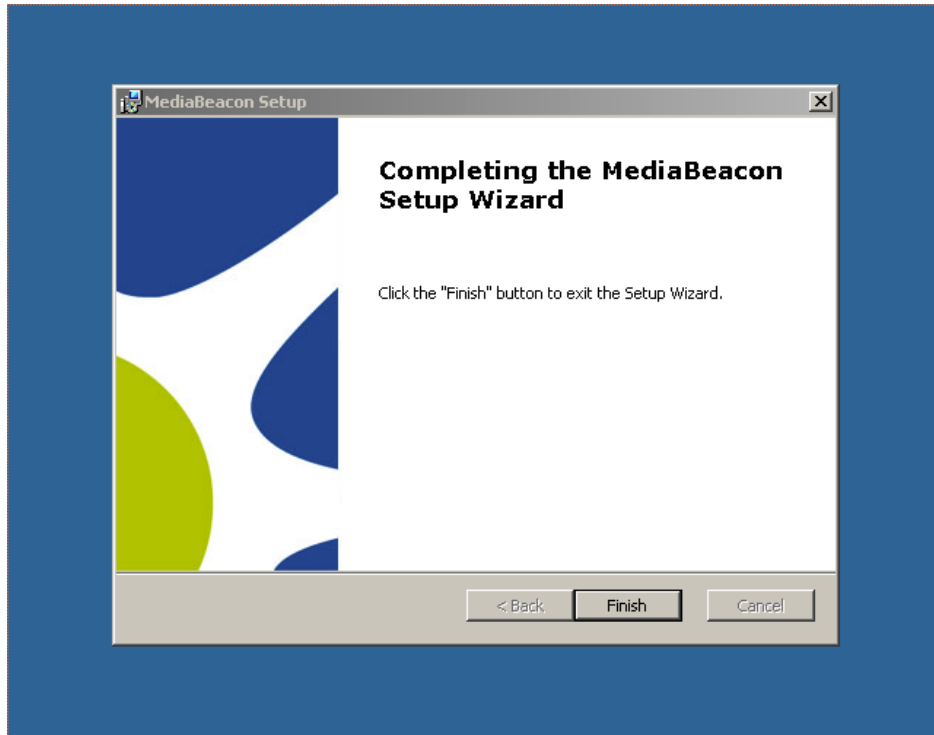 MediaBeacon Setup
Completing the MediaBeacon
Setup Wizard
Click the "Finish" button to exit the Setup Wizard.
< Back Finish Cancel